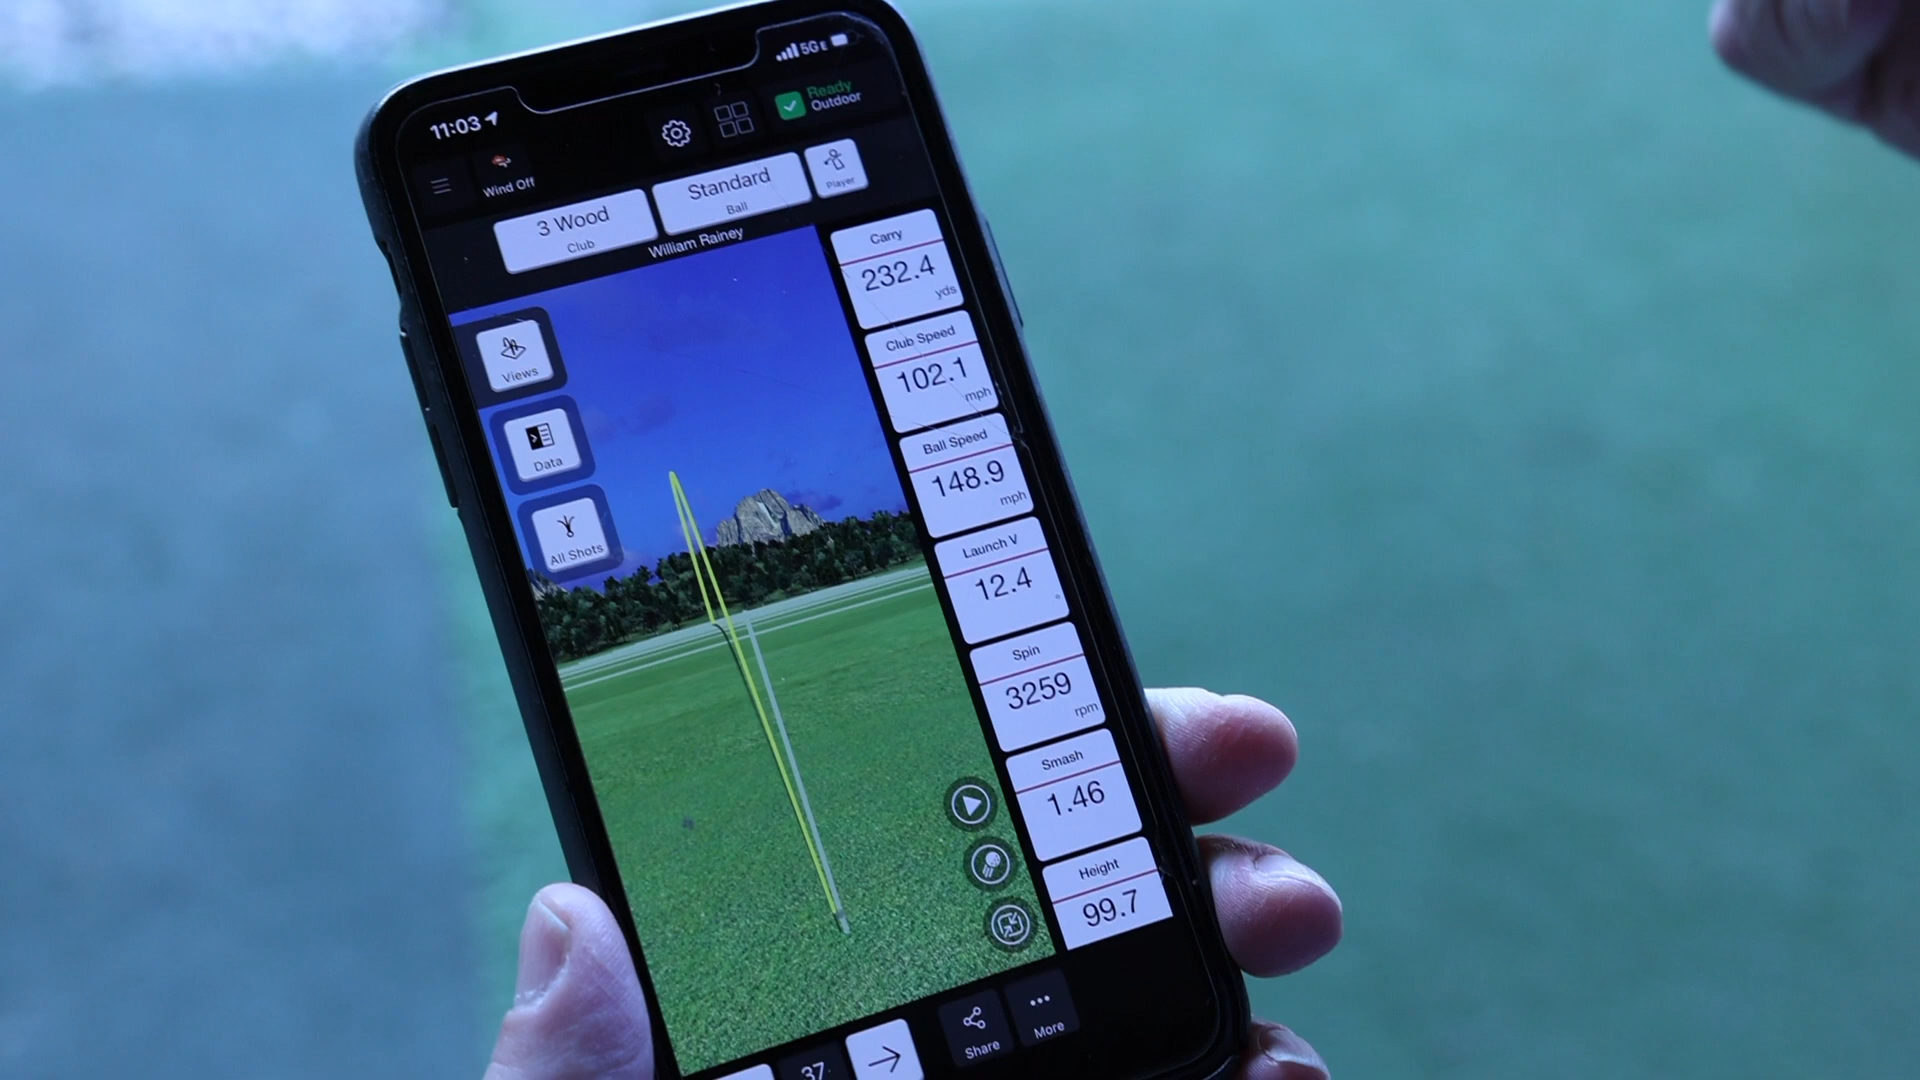 11:03
5G E
Ready
Outdoor
Wind Off
3 Wood
Club
Standard
Ball
Player
William Rainey
Views
Data
All Shots
Carry
232.4
yds
Club Speed
102.1
mph
Ball Speed
148.9
mph
Launch V
12.4
°
Spin
3259
rpm
Smash
1.46
Height
99.7
37
Share
More